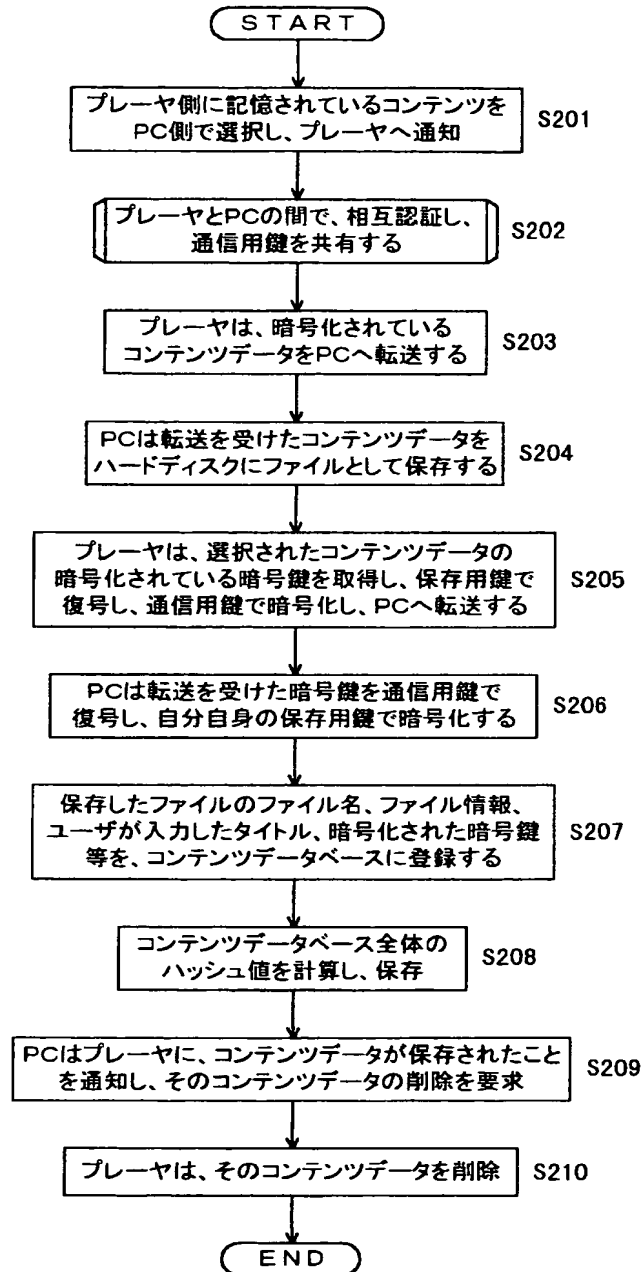 START
プレーヤ側に記憶されているコンテンツを
PC側で選択し、プレーヤへ通知
S201
プレーヤとPCの間で、相互認証し、
通信用鍵を共有する
S202
プレーヤは、暗号化されている
コンテンツデータをPCへ転送する
S203
PCは転送を受けたコンテンツデータを
ハードディスクにファイルとして保存する
S204
プレーヤは、選択されたコンテンツデータの
暗号化されている暗号鍵を取得し、保存用鍵で
復号し、通信用鍵で暗号化し、PCへ転送する
S205
PCは転送を受けた暗号鍵を通信用鍵で
復号し、自分自身の保存用鍵で暗号化する
S206
保存したファイルのファイル名、ファイル情報、
ユーザが入力したタイトル、暗号化された暗号鍵
等を、コンテンツデータベースに登録する
S207
コンテンツデータベース全体の
ハッシュ値を計算し、保存
S208
PCはプレーヤに、コンテンツデータが保存されたこと
を通知し、そのコンテンツデータの削除を要求
S209
プレーヤは、そのコンテンツデータを削除
S210
END